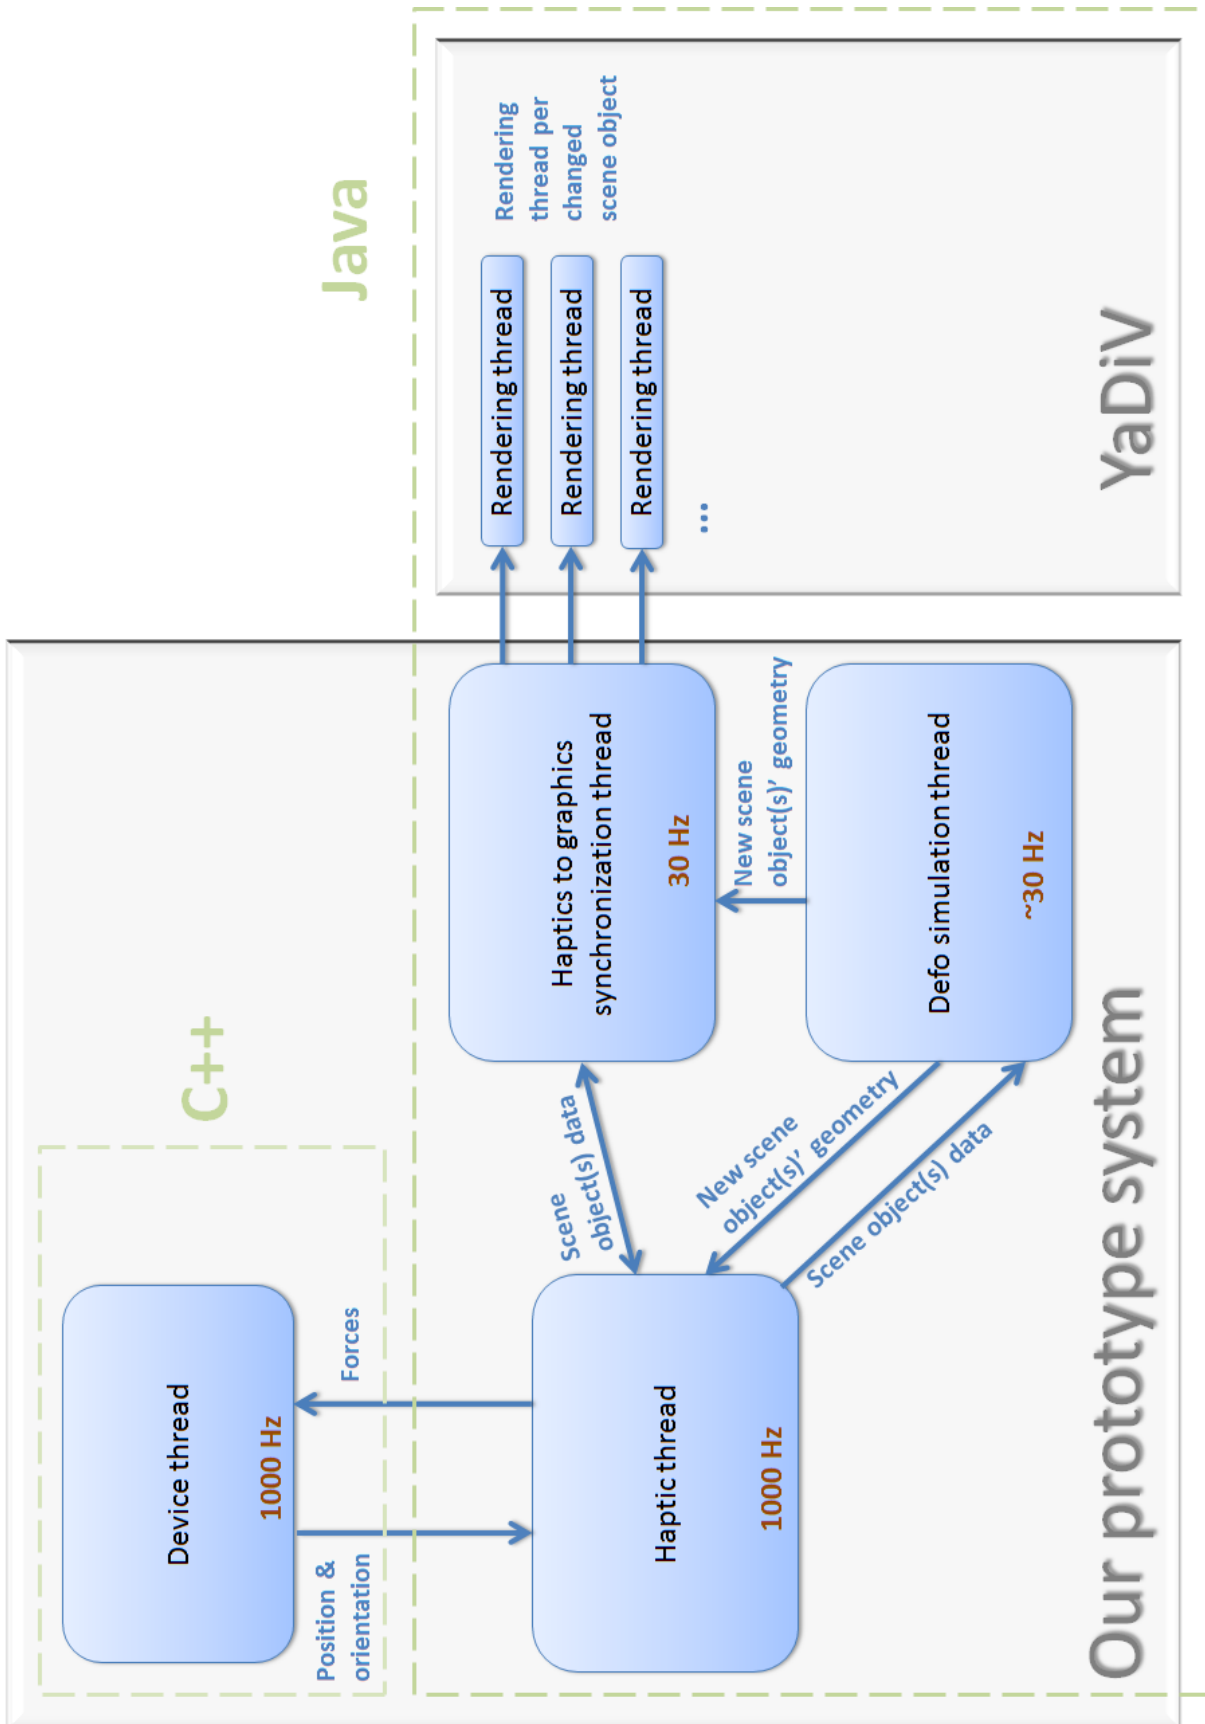 C++
Java
Device thread
1000 Hz
Position &
orientation
Forces
Haptic thread
1000 Hz
Scene
object(s) data
New scene
object(s)' geometry
Scene object(s) data
Haptics to graphics
synchronization thread
30 Hz
New scene
object(s)' geometry
Defo simulation thread
~30 Hz
Rendering thread
Rendering thread
Rendering thread
...
Rendering
thread per
changed
scene object
Our prototype system
YaDiV